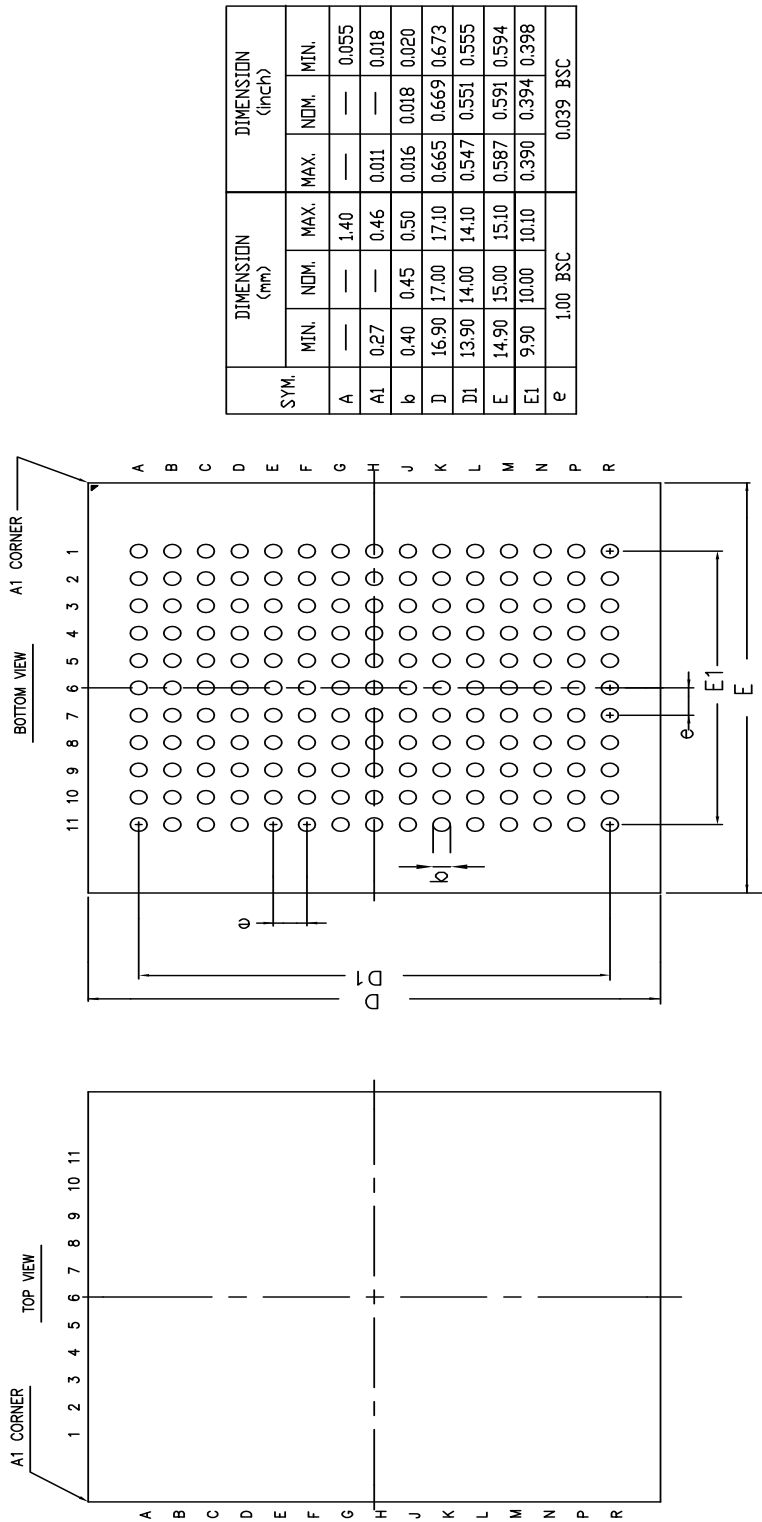 TOP VIEW
A1 CORNER
1 2 3 4 5 6 7 8 9 10 11
A
B
C
D
E
F
G
H
J
K
L
M
N
P
R
BOTTOM VIEW
A1 CORNER
11 10 9 8 7 6 5 4 3 2 1
A
B
C
D
E
F
G
H
J
K
L
M
N
P
R
e
b
D1
D
e
E1
E
SYM. DIMENSION (mm) DIMENSION (inch)
MIN. NOM. MAX. MAX. NOM. MIN.
A — — 1.40 — — 0.055
A1 0.27 — 0.46 0.011 — 0.018
b 0.40 0.45 0.50 0.016 0.018 0.020
D 16.90 17.00 17.10 0.665 0.669 0.673
D1 13.90 14.00 14.10 0.547 0.551 0.555
E 14.90 15.00 15.10 0.587 0.591 0.594
E1 9.90 10.00 10.10 0.390 0.394 0.398
e 1.00 BSC 0.039 BSC